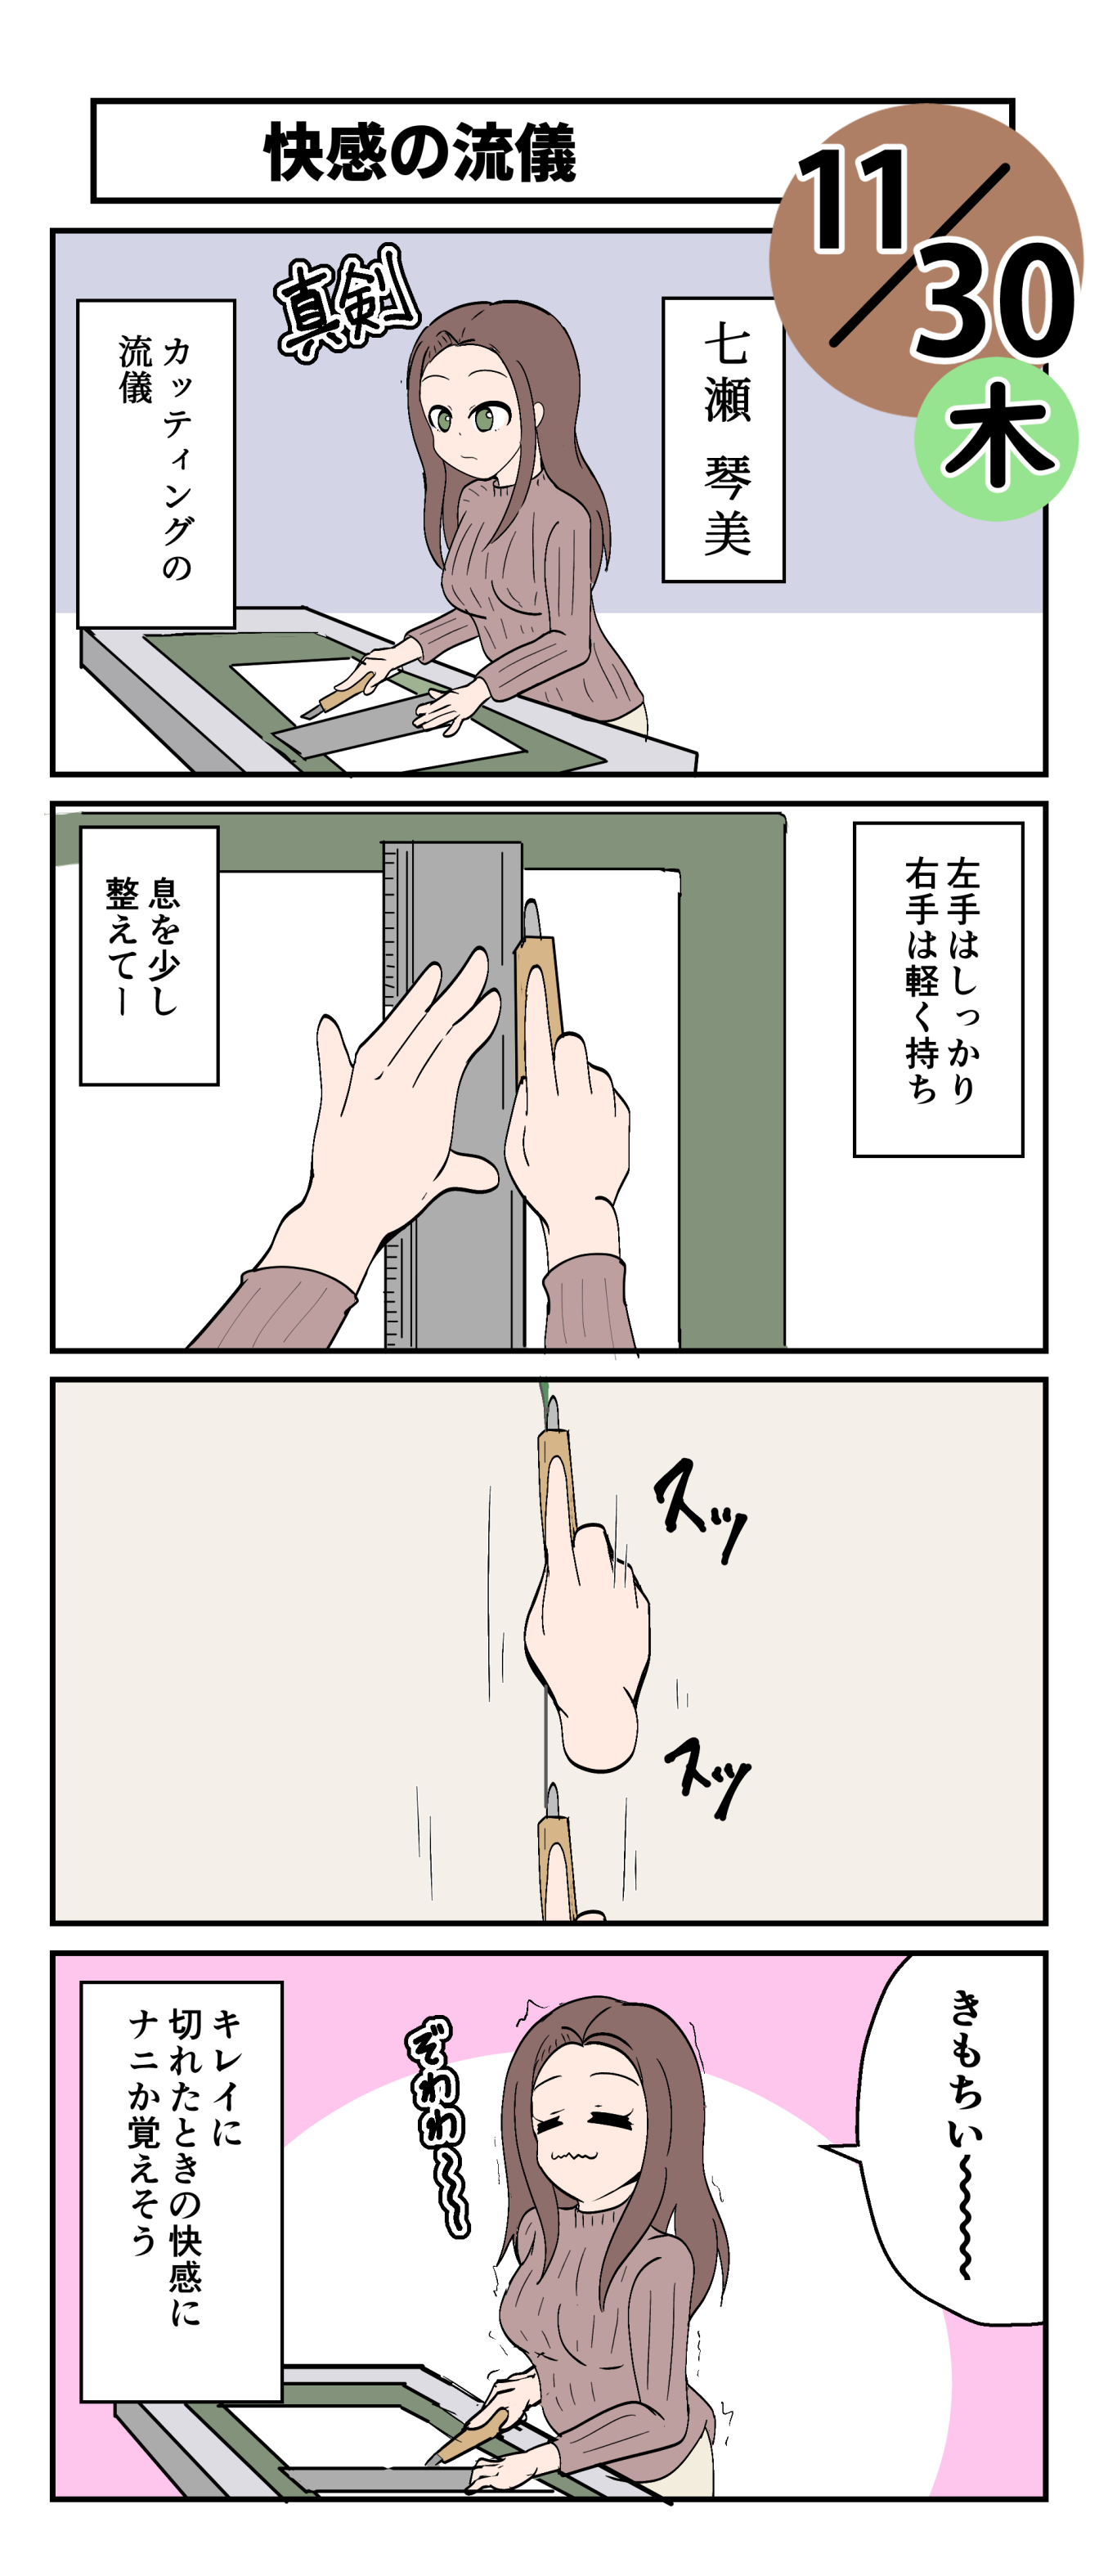 快感の流儀
11/30
木
七瀬 琴美
真剣
カッティングの
流儀
左手はしっかり
右手は軽く持ち
息を少し
整えてー
スッ
スッ
きもちい～～～～
ぞわわ～～～
キレイに
切れたときの快感に
ナニか覚えそう